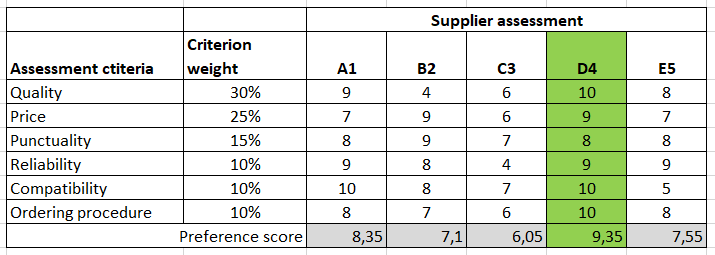 Supplier assessment
Criterion
weight
Assessment ctiteria A1 B2 C3 D4 E5
Quality 30% 9 4 6 10 8
Price 25% 7 9 6 9 7
Punctuality 15% 8 9 7 8 8
Reliability 10% 9 8 4 9 9
Compatibility 10% 10 8 7 10 5
Ordering procedure 10% 8 7 6 10 8
Preference score 8,35 7,1 6,05 9,35 7,55